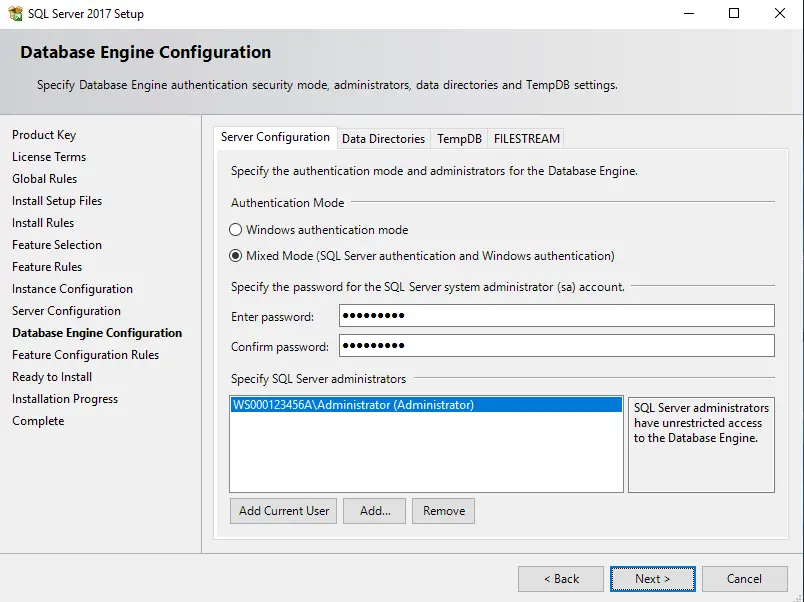 SQL Server 2017 Setup
Database Engine Configuration
Specify Database Engine authentication security mode, administrators, data directories and TempDB settings.
Product Key
License Terms
Global Rules
Install Setup Files
Install Rules
Feature Selection
Feature Rules
Instance Configuration
Server Configuration
Database Engine Configuration
Feature Configuration Rules
Ready to Install
Installation Progress
Complete
Server Configuration Data Directories TempDB FILESTREAM
Specify the authentication mode and administrators for the Database Engine.
Authentication Mode
Windows authentication mode
Mixed Mode (SQL Server authentication and Windows authentication)
Specify the password for the SQL Server system administrator (sa) account.
Enter password: ●●●●●●●●●
Confirm password: ●●●●●●●●●
Specify SQL Server administrators
WS000123456A\Administrator (Administrator)
SQL Server administrators
have unrestricted access
to the Database Engine.
Add Current User Add... Remove
< Back Next > Cancel